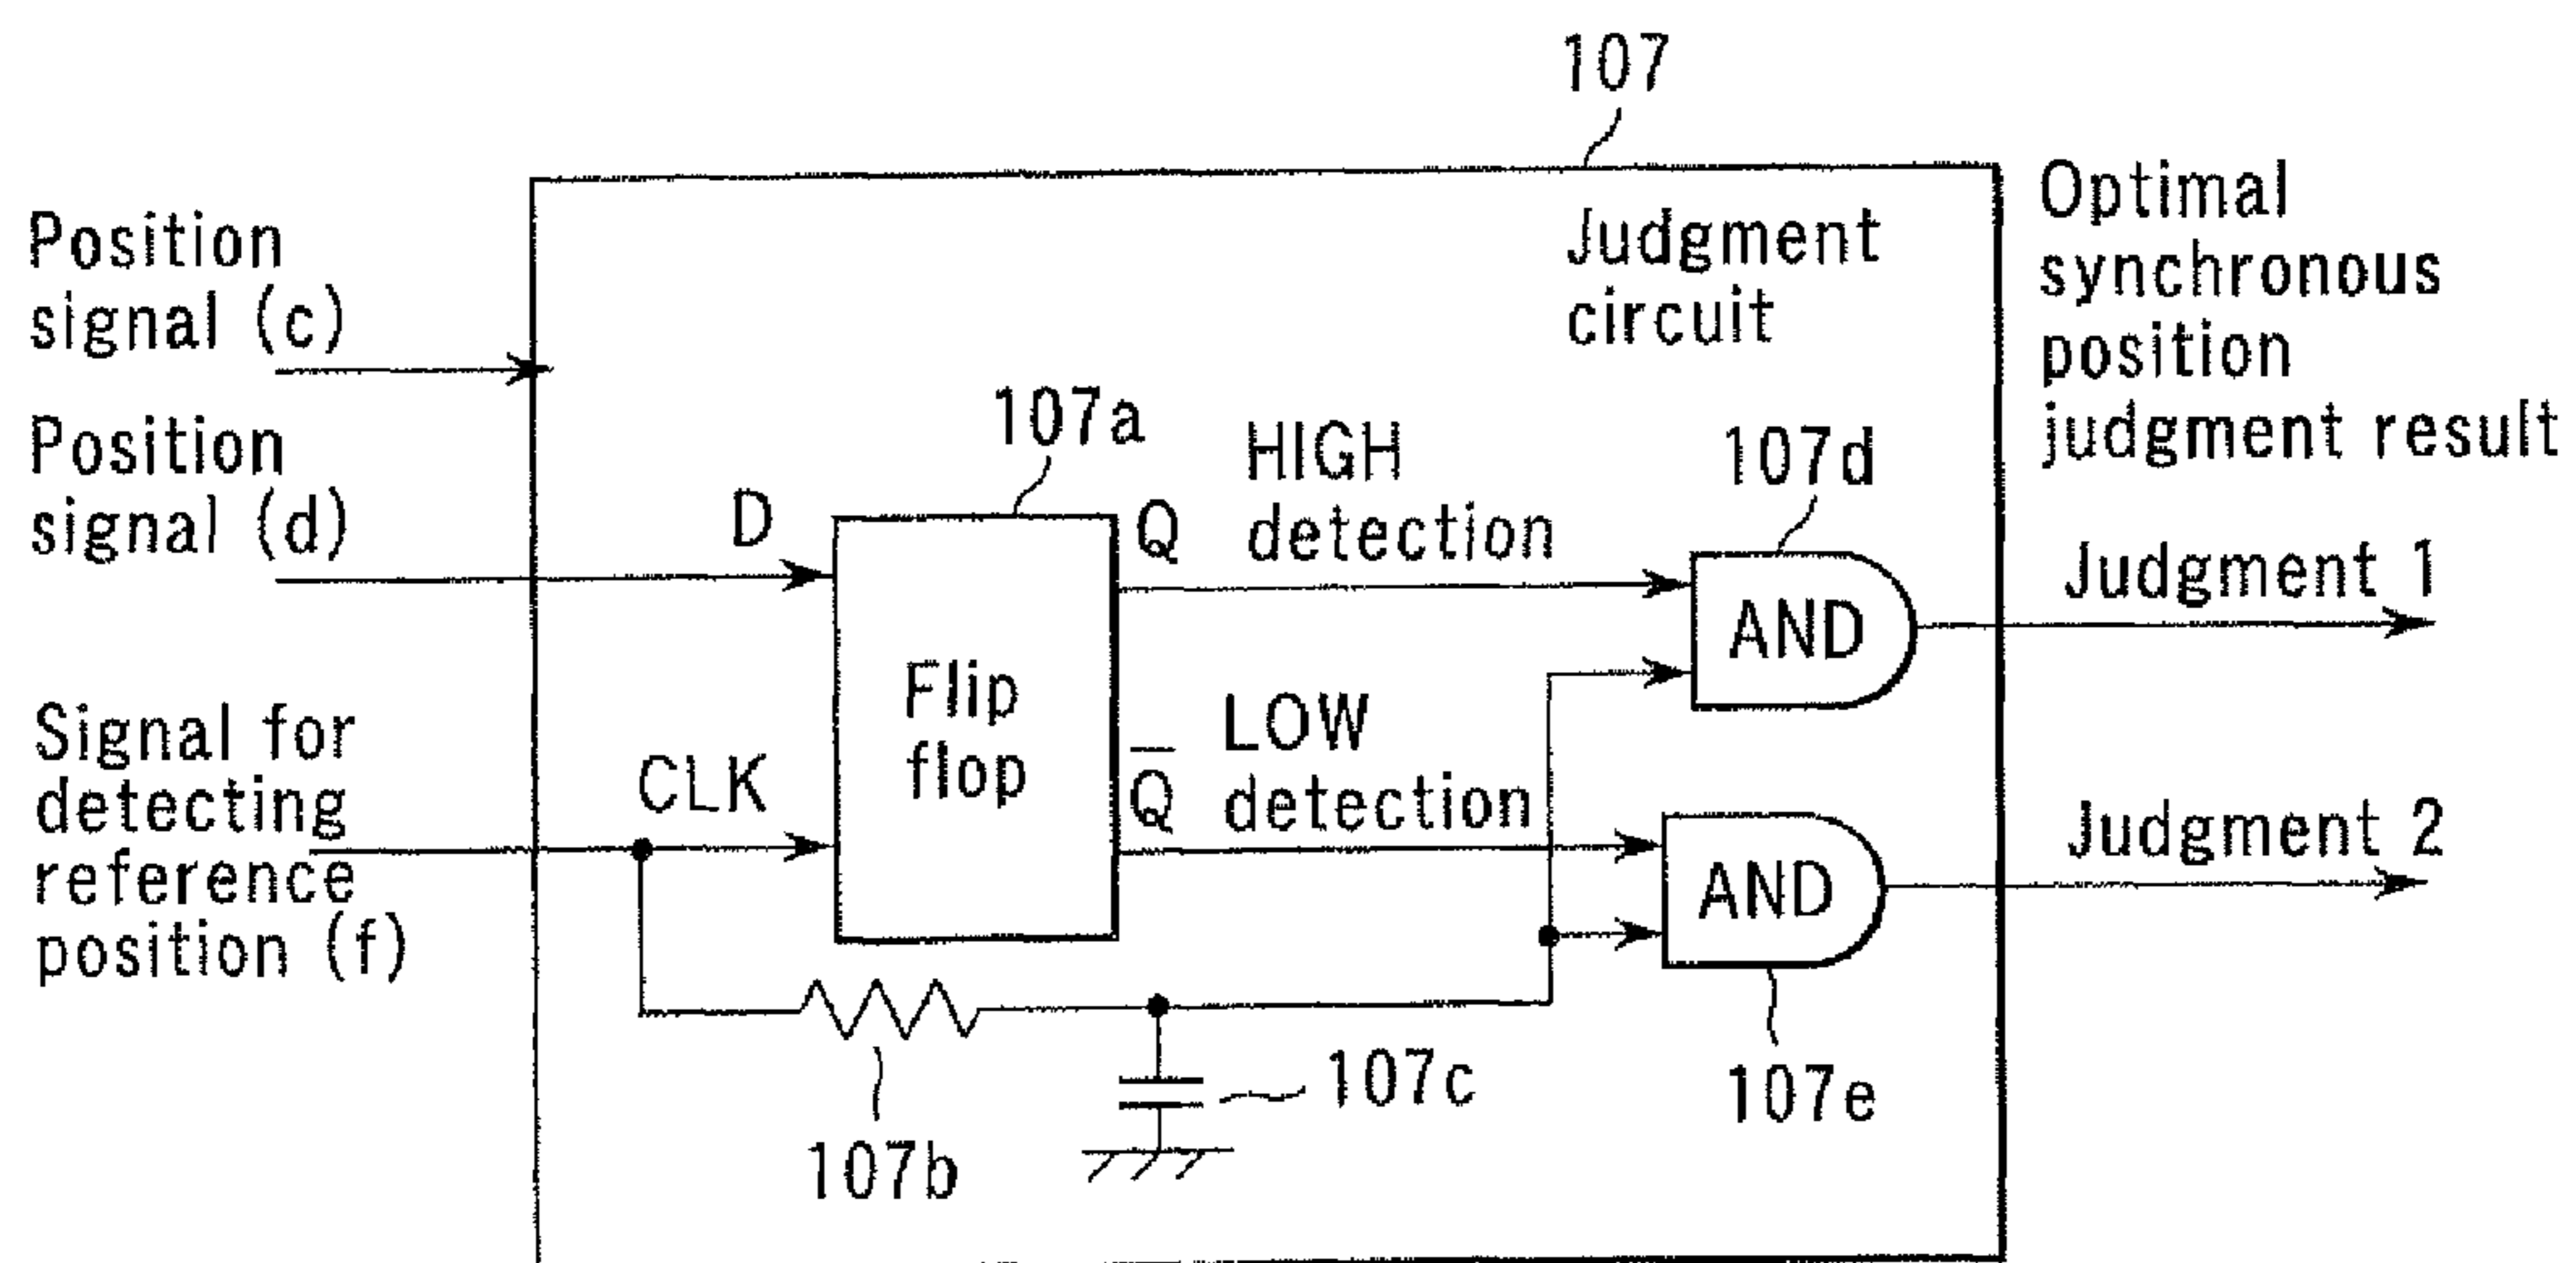 107
Position
signal (c)
Judgment
circuit
Optimal
synchronous
position
judgment result
Position
signal (d)
D
107a
Q
HIGH
detection
107d
AND
Judgment 1
Flip
flop
Signal for
detecting
reference
position (f)
CLK
Q̅
LOW
detection
AND
Judgment 2
107b
107c
107e